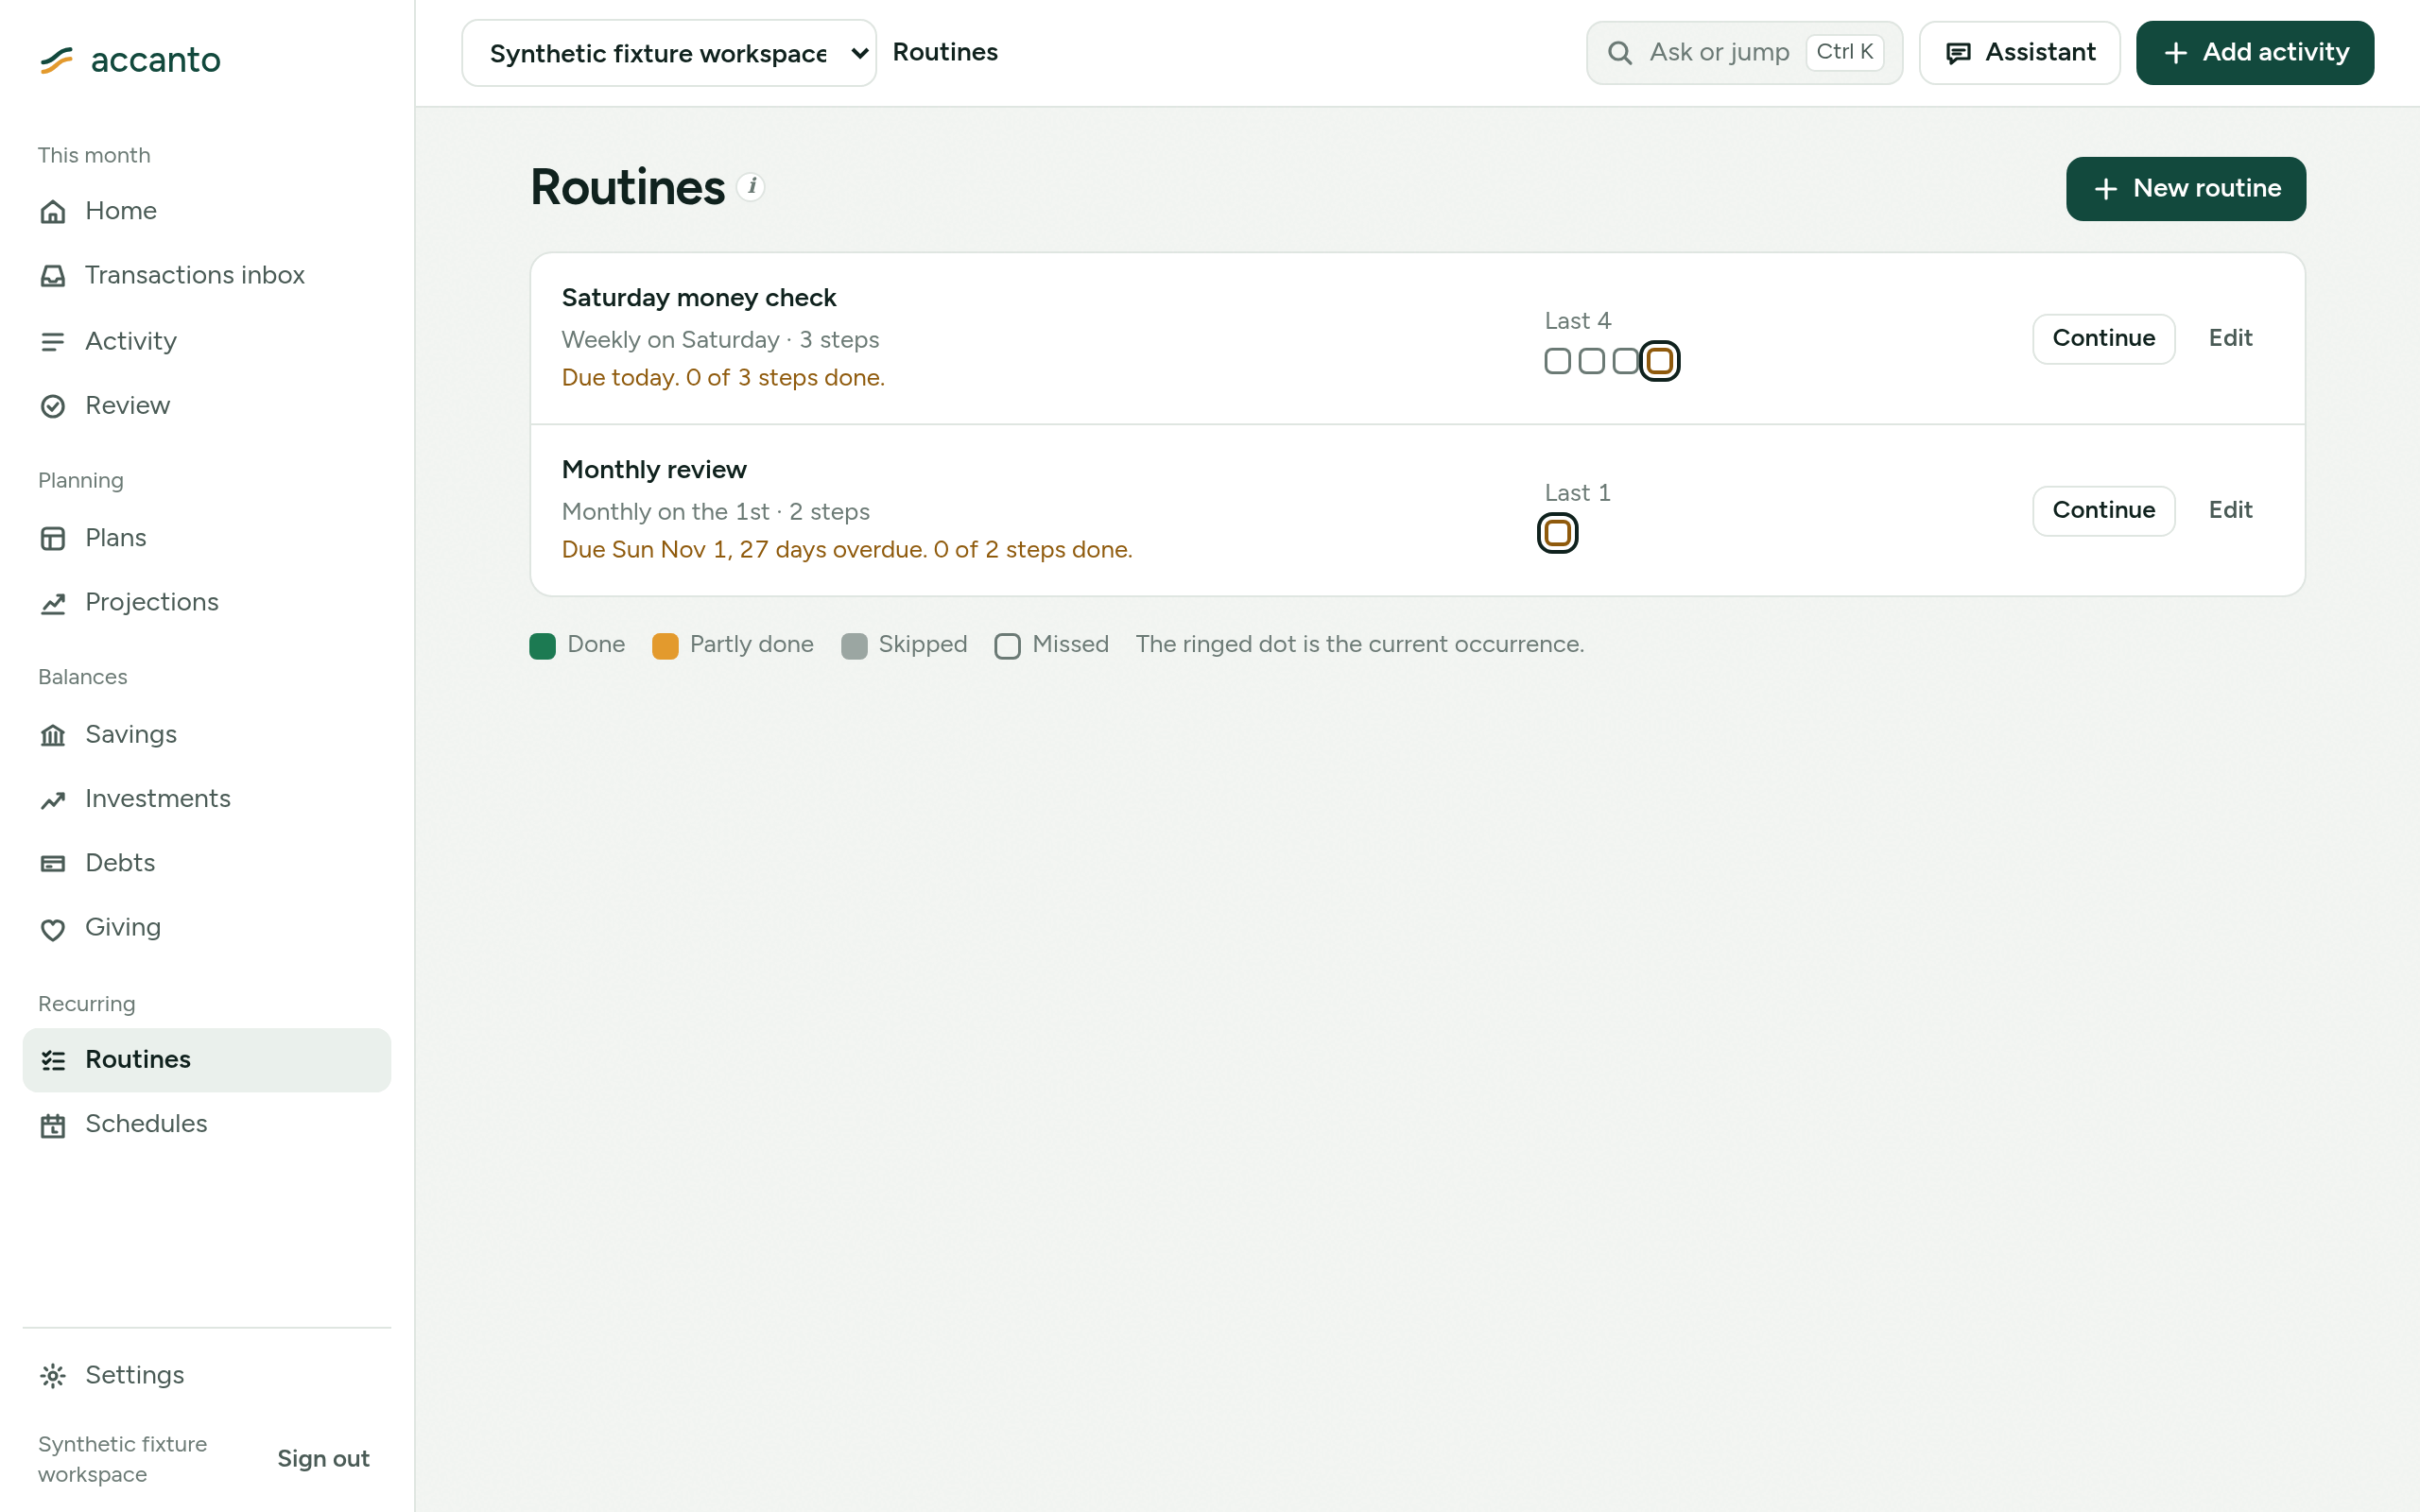 accanto
This month
Home
Transactions inbox
Activity
Review
Planning
Plans
Projections
Balances
Savings
Investments
Debts
Giving
Recurring
Routines
Schedules
Settings
Synthetic fixture
workspace
Sign out
Synthetic fixture workspace
Routines
Ask or jump
Ctrl K
Assistant
Add activity
Routines
i
New routine
Saturday money check
Weekly on Saturday · 3 steps
Due today. 0 of 3 steps done.
Last 4
Continue
Edit
Monthly review
Monthly on the 1st · 2 steps
Due Sun Nov 1, 27 days overdue. 0 of 2 steps done.
Last 1
Continue
Edit
Done
Partly done
Skipped
Missed
The ringed dot is the current occurrence.